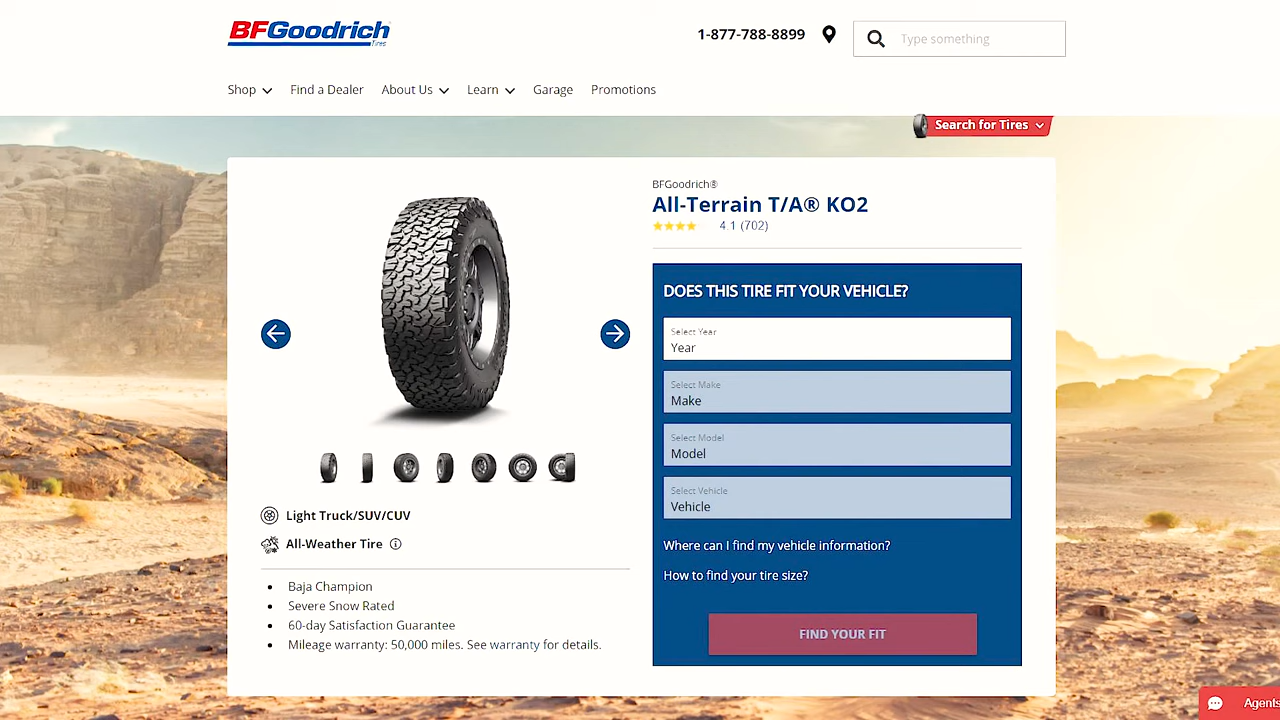 BFGoodrich
Tires
1-877-788-8899
Type something
Shop
Find a Dealer
About Us
Learn
Garage
Promotions
Search for Tires
BFGoodrich®
All-Terrain T/A® KO2
4.1 (702)
DOES THIS TIRE FIT YOUR VEHICLE?
Select Year
Year
Select Make
Make
Select Model
Model
Select Vehicle
Vehicle
Where can I find my vehicle information?
How to find your tire size?
FIND YOUR FIT
Light Truck/SUV/CUV
All-Weather Tire
Baja Champion
Severe Snow Rated
60-day Satisfaction Guarantee
Mileage warranty: 50,000 miles. See warranty for details.
Agents